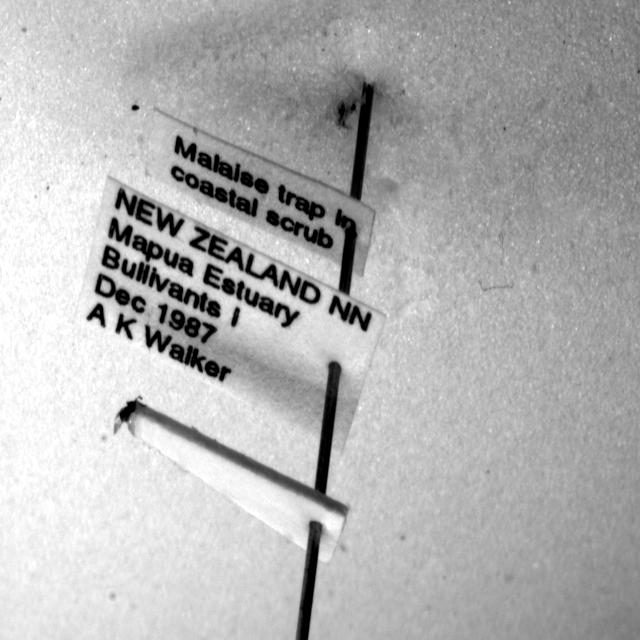 Malaise trap in
coastal scrub
NEW ZEALAND NN
Mapua Estuary
Bullivants I
Dec 1987
A K Walker